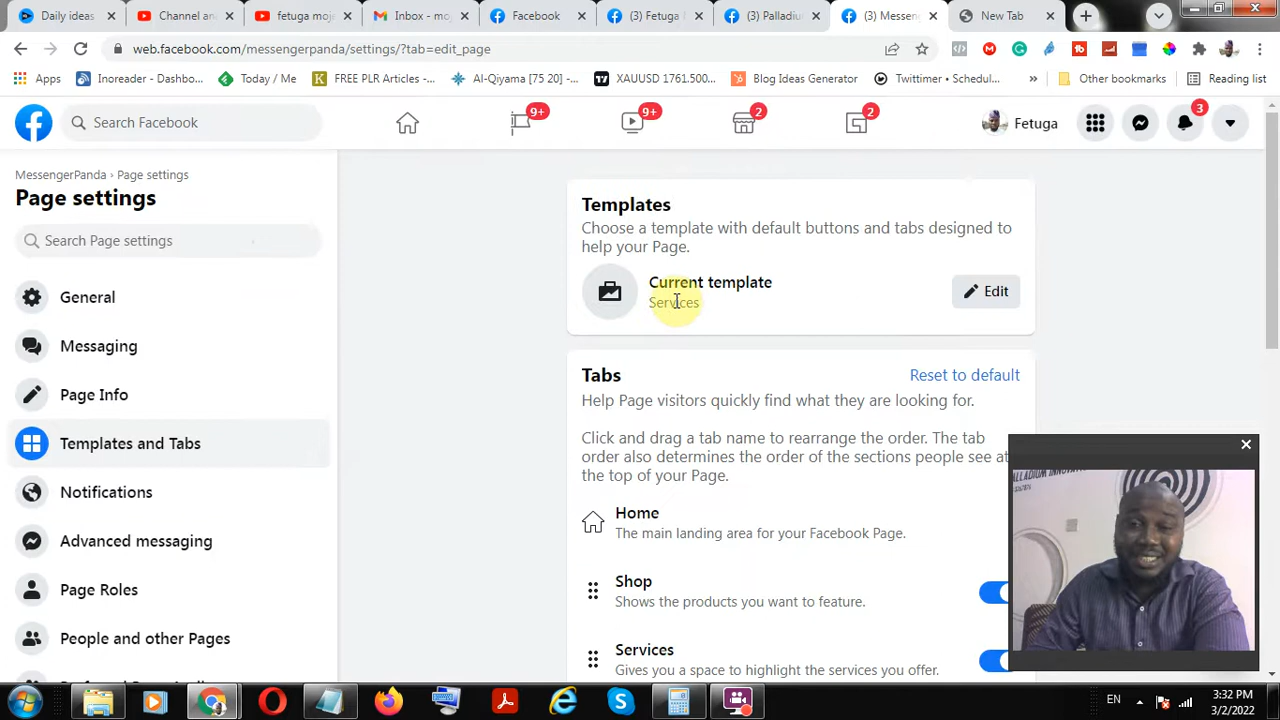 Daily ideas
Channel an
fetuga moj
Inbox - mo
Facebook
(3) Fetuga
(3) Palladiu
(3) Messen
New Tab
web.facebook.com/messengerpanda/settings/?tab=edit_page
Apps
Inoreader - Dashbo...
Today / Me
FREE PLR Articles -...
Al-Qiyama [75 20] -...
XAUUSD 1761.500...
Blog Ideas Generator
Twittimer • Schedul...
»
Other bookmarks
Reading list
Search Facebook
9+
9+
2
2
Fetuga
3
MessengerPanda › Page settings
Page settings
Search Page settings
General
Messaging
Page Info
Templates and Tabs
Notifications
Advanced messaging
Page Roles
People and other Pages
Templates
Choose a template with default buttons and tabs designed to
help your Page.
Current template
Services
Edit
Tabs
Reset to default
Help Page visitors quickly find what they are looking for.
Click and drag a tab name to rearrange the order. The tab
order also determines the order of the sections people see at
the top of your Page.
Home
The main landing area for your Facebook Page.
Shop
Shows the products you want to feature.
Services
Gives you a space to highlight the services you offer.
EN
3:32 PM
3/2/2022